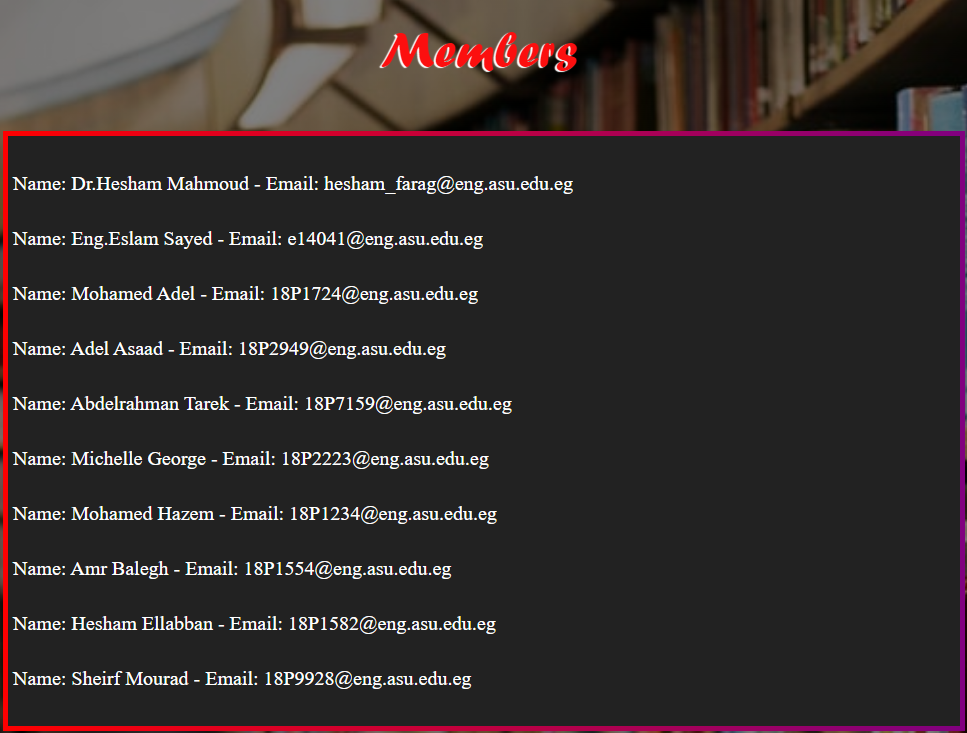 Members
Name: Dr.Hesham Mahmoud - Email: hesham_farag@eng.asu.edu.eg
Name: Eng.Eslam Sayed - Email: e14041@eng.asu.edu.eg
Name: Mohamed Adel - Email: 18P1724@eng.asu.edu.eg
Name: Adel Asaad - Email: 18P2949@eng.asu.edu.eg
Name: Abdelrahman Tarek - Email: 18P7159@eng.asu.edu.eg
Name: Michelle George - Email: 18P2223@eng.asu.edu.eg
Name: Mohamed Hazem - Email: 18P1234@eng.asu.edu.eg
Name: Amr Balegh - Email: 18P1554@eng.asu.edu.eg
Name: Hesham Ellabban - Email: 18P1582@eng.asu.edu.eg
Name: Sheirf Mourad - Email: 18P9928@eng.asu.edu.eg